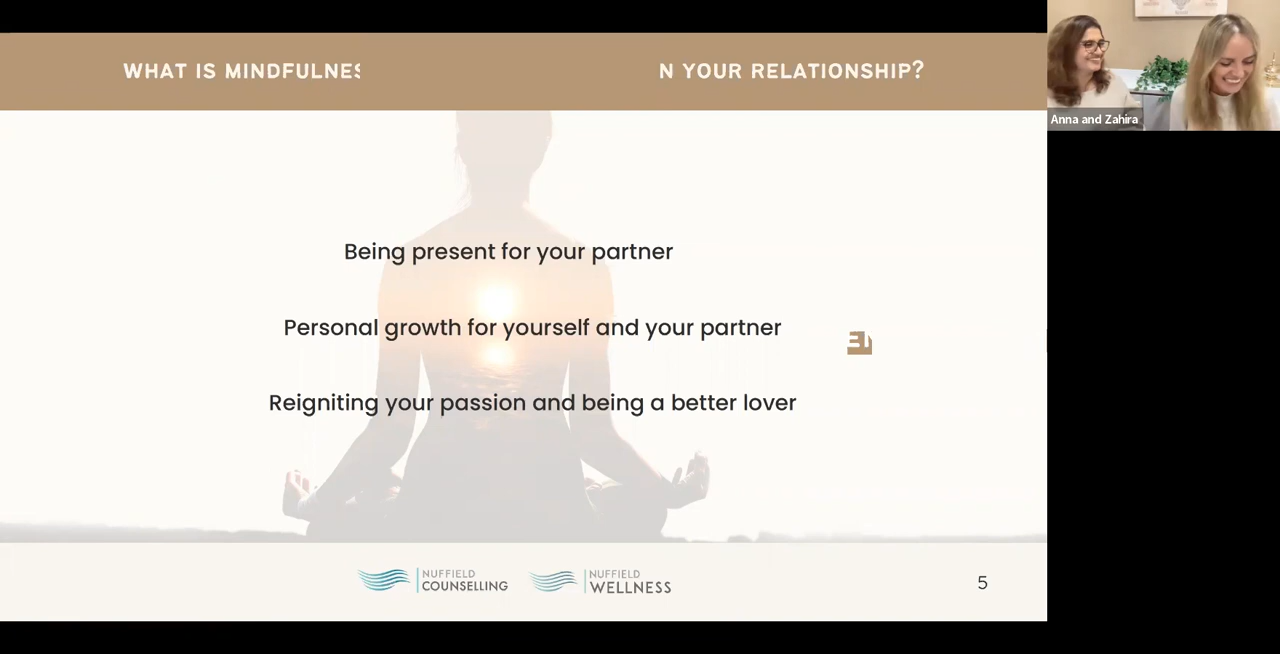 WHAT IS MINDFULNES N YOUR RELATIONSHIP?
Anna and Zahira
Being present for your partner
Personal growth for yourself and your partner
Reigniting your passion and being a better lover
NUFFIELD COUNSELLING
NUFFIELD WELLNESS
5